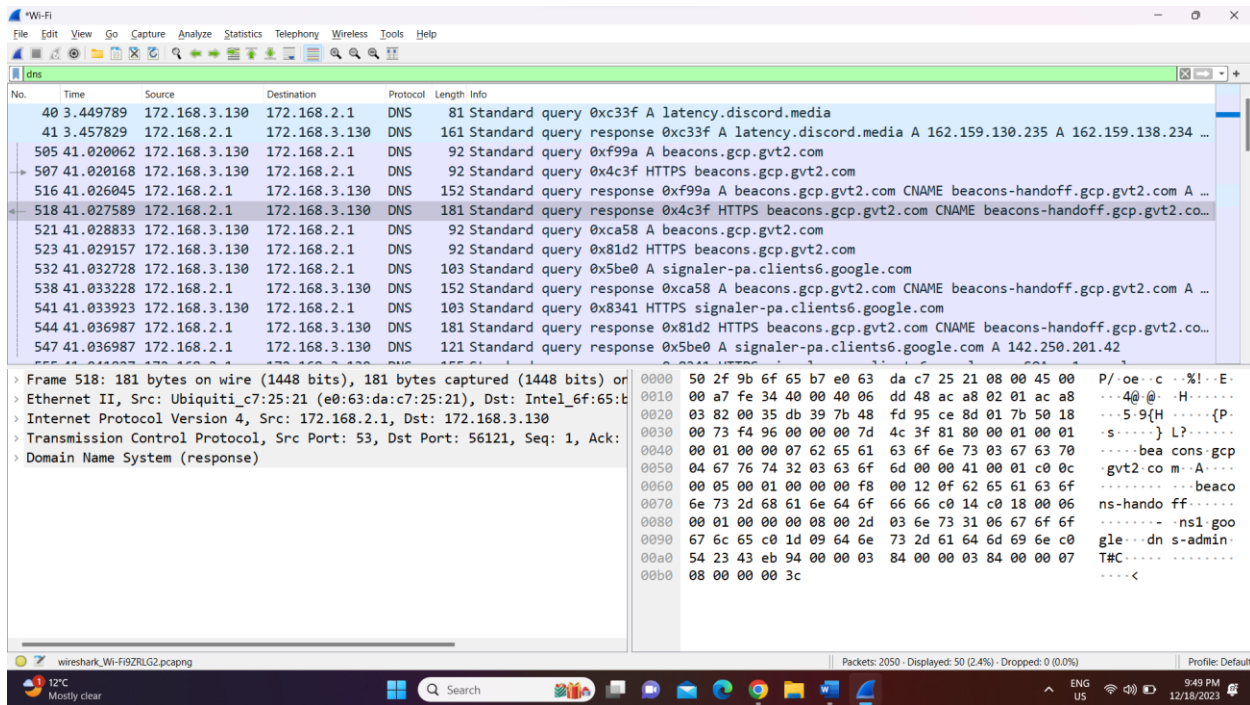 *Wi-Fi
File Edit View Go Capture Analyze Statistics Telephony Wireless Tools Help
dns
No. Time Source Destination Protocol Length Info
40 3.449789 172.168.3.130 172.168.2.1 DNS 81 Standard query 0xc33f A latency.discord.media
41 3.457829 172.168.2.1 172.168.3.130 DNS 161 Standard query response 0xc33f A latency.discord.media A 162.159.130.235 A 162.159.138.234 …
505 41.020062 172.168.3.130 172.168.2.1 DNS 92 Standard query 0xf99a A beacons.gcp.gvt2.com
507 41.020168 172.168.3.130 172.168.2.1 DNS 92 Standard query 0x4c3f HTTPS beacons.gcp.gvt2.com
516 41.026045 172.168.2.1 172.168.3.130 DNS 152 Standard query response 0xf99a A beacons.gcp.gvt2.com CNAME beacons-handoff.gcp.gvt2.com A …
518 41.027589 172.168.2.1 172.168.3.130 DNS 181 Standard query response 0x4c3f HTTPS beacons.gcp.gvt2.com CNAME beacons-handoff.gcp.gvt2.co…
521 41.028833 172.168.3.130 172.168.2.1 DNS 92 Standard query 0xca58 A beacons.gcp.gvt2.com
523 41.029157 172.168.3.130 172.168.2.1 DNS 92 Standard query 0x81d2 HTTPS beacons.gcp.gvt2.com
532 41.032728 172.168.3.130 172.168.2.1 DNS 103 Standard query 0x5be0 A signaler-pa.clients6.google.com
538 41.033228 172.168.2.1 172.168.3.130 DNS 152 Standard query response 0xca58 A beacons.gcp.gvt2.com CNAME beacons-handoff.gcp.gvt2.com A …
541 41.033923 172.168.3.130 172.168.2.1 DNS 103 Standard query 0x8341 HTTPS signaler-pa.clients6.google.com
544 41.036987 172.168.2.1 172.168.3.130 DNS 181 Standard query response 0x81d2 HTTPS beacons.gcp.gvt2.com CNAME beacons-handoff.gcp.gvt2.co…
547 41.036987 172.168.2.1 172.168.3.130 DNS 121 Standard query response 0x5be0 A signaler-pa.clients6.google.com A 142.250.201.42
Frame 518: 181 bytes on wire (1448 bits), 181 bytes captured (1448 bits) on
Ethernet II, Src: Ubiquiti_c7:25:21 (e0:63:da:c7:25:21), Dst: Intel_6f:65:b
Internet Protocol Version 4, Src: 172.168.2.1, Dst: 172.168.3.130
Transmission Control Protocol, Src Port: 53, Dst Port: 56121, Seq: 1, Ack:
Domain Name System (response)
0000 50 2f 9b 6f 65 b7 e0 63 da c7 25 21 08 00 45 00 P/·oe··c ··%!··E·
0010 00 a7 fe 34 40 00 40 06 dd 48 ac a8 02 01 ac a8 ···4@·@· ·H······
0020 03 82 00 35 db 39 7b 48 fd 95 ce 8d 01 7b 50 18 ···5·9{H ·····{P·
0030 00 73 f4 96 00 00 00 7d 4c 3f 81 80 00 01 00 01 ·s·····} L?······
0040 00 01 00 00 07 62 65 61 63 6f 6e 73 03 67 63 70 ·····bea cons·gcp
0050 04 67 76 74 32 03 63 6f 6d 00 00 41 00 01 c0 0c ·gvt2·co m··A····
0060 00 05 00 01 00 00 00 f8 00 12 0f 62 65 61 63 6f ········ ···beaco
0070 6e 73 2d 68 61 6e 64 6f 66 66 c0 14 c0 18 00 06 ns-hando ff······
0080 00 01 00 00 00 08 00 2d 03 6e 73 31 06 67 6f 6f ·······- ·ns1·goo
0090 67 6c 65 c0 1d 09 64 6e 73 2d 61 64 6d 69 6e c0 gle···dn s-admin·
00a0 54 23 43 eb 94 00 00 03 84 00 00 03 84 00 00 07 T#C····· ········
00b0 08 00 00 00 3c ····<
wireshark_Wi-Fi9ZRLG2.pcapng
Packets: 2050 · Displayed: 50 (2.4%) · Dropped: 0 (0.0%)
Profile: Default
1
12°C
Mostly clear
Search
ENG
US
9:49 PM
12/18/2023